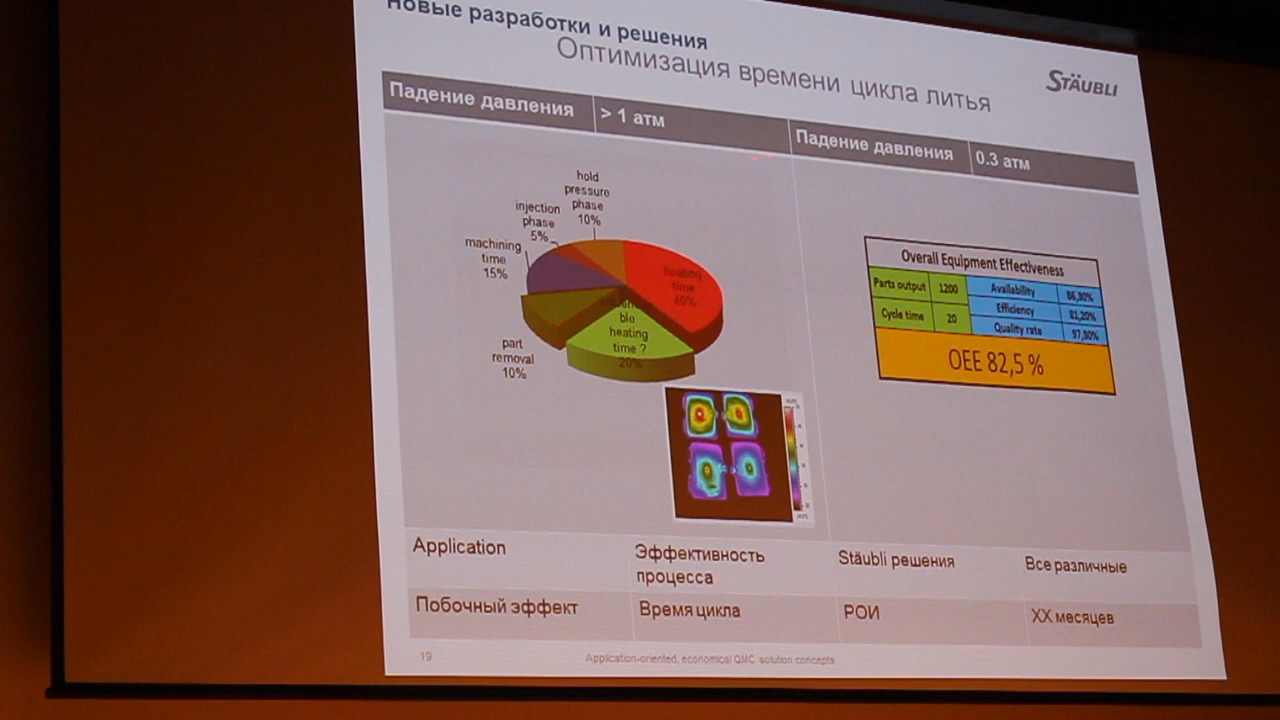 Новые разработки и решения
Оптимизация времени цикла литья
STÄUBLI
Падение давления > 1 атм
Падение давления 0.3 атм
hold
pressure
phase
10%
injection
phase
5%
machining
time
15%
heating
time
40%
ble
heating
time ?
20%
part
removal
10%
Overall Equipment Effectiveness
Parts output 1200
Cycle time 20
Availability
Efficiency 81,20%
Quality rate 97,80%
OEE 82,5 %
Application
Эффективность
процесса
Stäubli решения
Все различные
Побочный эффект
Время цикла
РОИ
XX месяцев
19
Application-oriented, economical QMC solution concepts